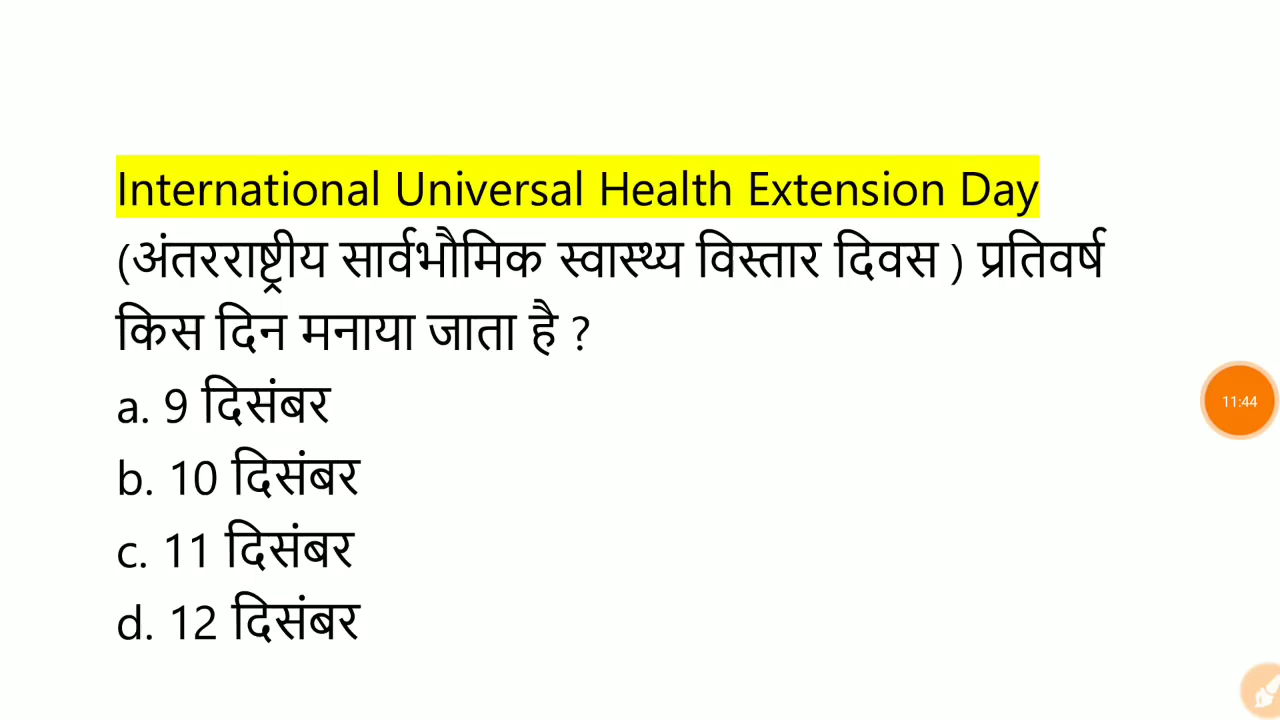 International Universal Health Extension Day
(अंतरराष्ट्रीय सार्वभौमिक स्वास्थ्य विस्तार दिवस ) प्रतिवर्ष
किस दिन मनाया जाता है ?
a. 9 दिसंबर
b. 10 दिसंबर
c. 11 दिसंबर
d. 12 दिसंबर
11:44